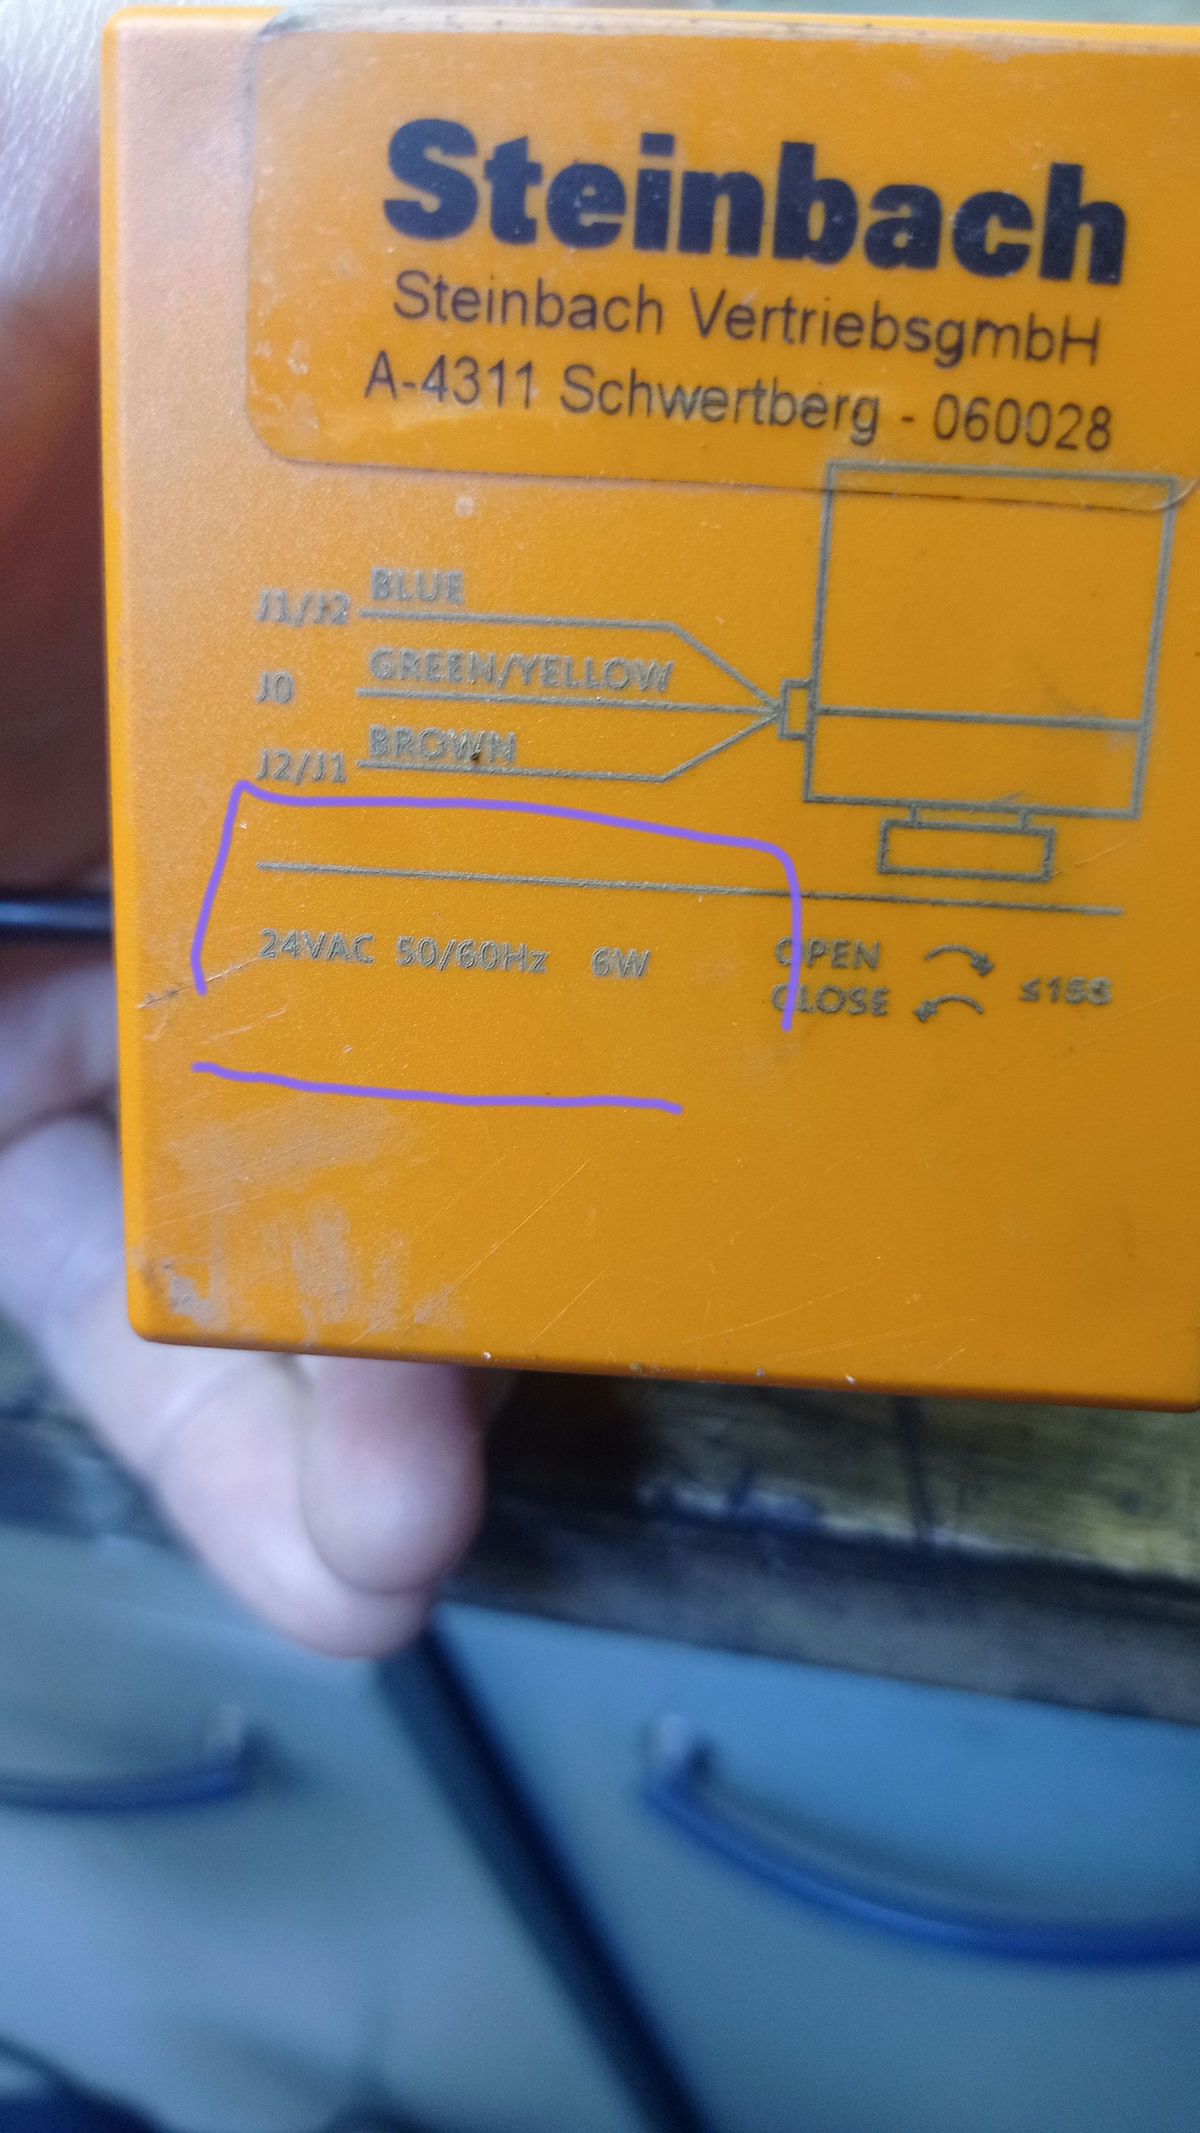 Steinbach
Steinbach VertriebsgmbH
A-4311 Schwertberg - 060028
J1/J2 BLUE
J0 GREEN/YELLOW
J2/J1 BROWN
24VAC 50/60Hz 6W
OPEN
CLOSE ≤15S